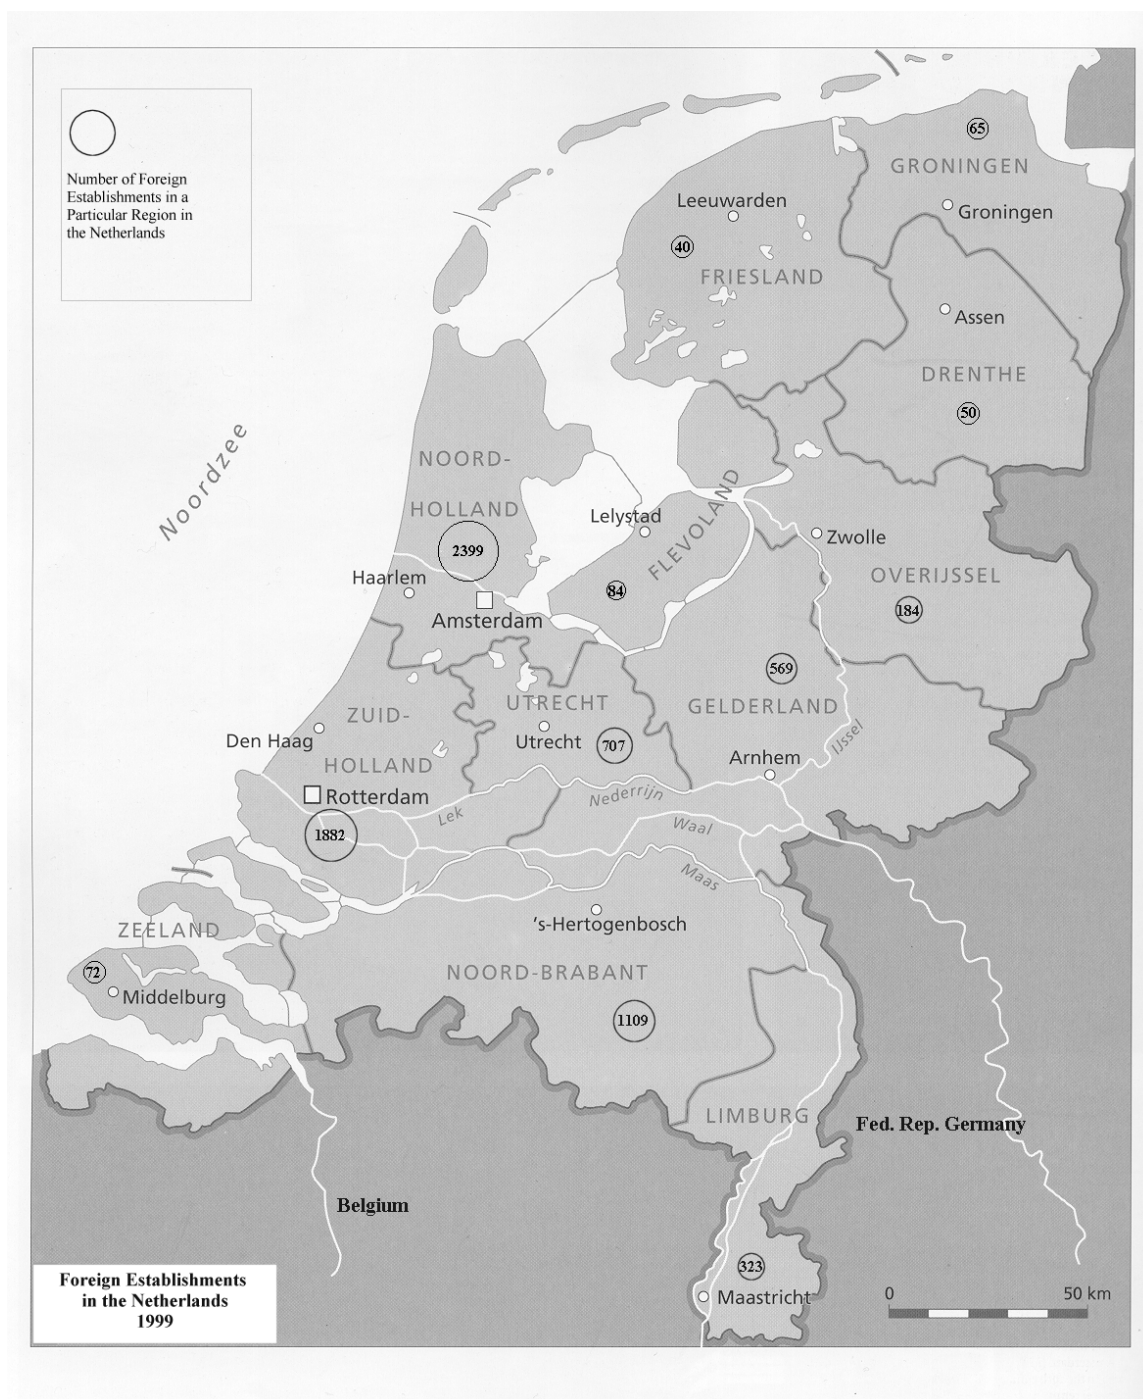 Number of Foreign
Establishments in a
Particular Region in
the Netherlands
65
GRONINGEN
Leeuwarden
Groningen
40
FRIESLAND
Assen
DRENTHE
50
Noordzee
NOORD-
HOLLAND
Lelystad
FLEVOLAND
Zwolle
2399
Haarlem
84
OVERIJSSEL
184
Amsterdam
569
UTRECHT
GELDERLAND
ZUID-
Den Haag
Utrecht
707
IJssel
HOLLAND
Arnhem
Rotterdam
Nederrijn
Lek
1882
Waal
Maas
's-Hertogenbosch
ZEELAND
72
NOORD-BRABANT
Middelburg
1109
LIMBURG
Fed. Rep. Germany
Belgium
323
Maastricht
0 50 km
Foreign Establishments
in the Netherlands
1999